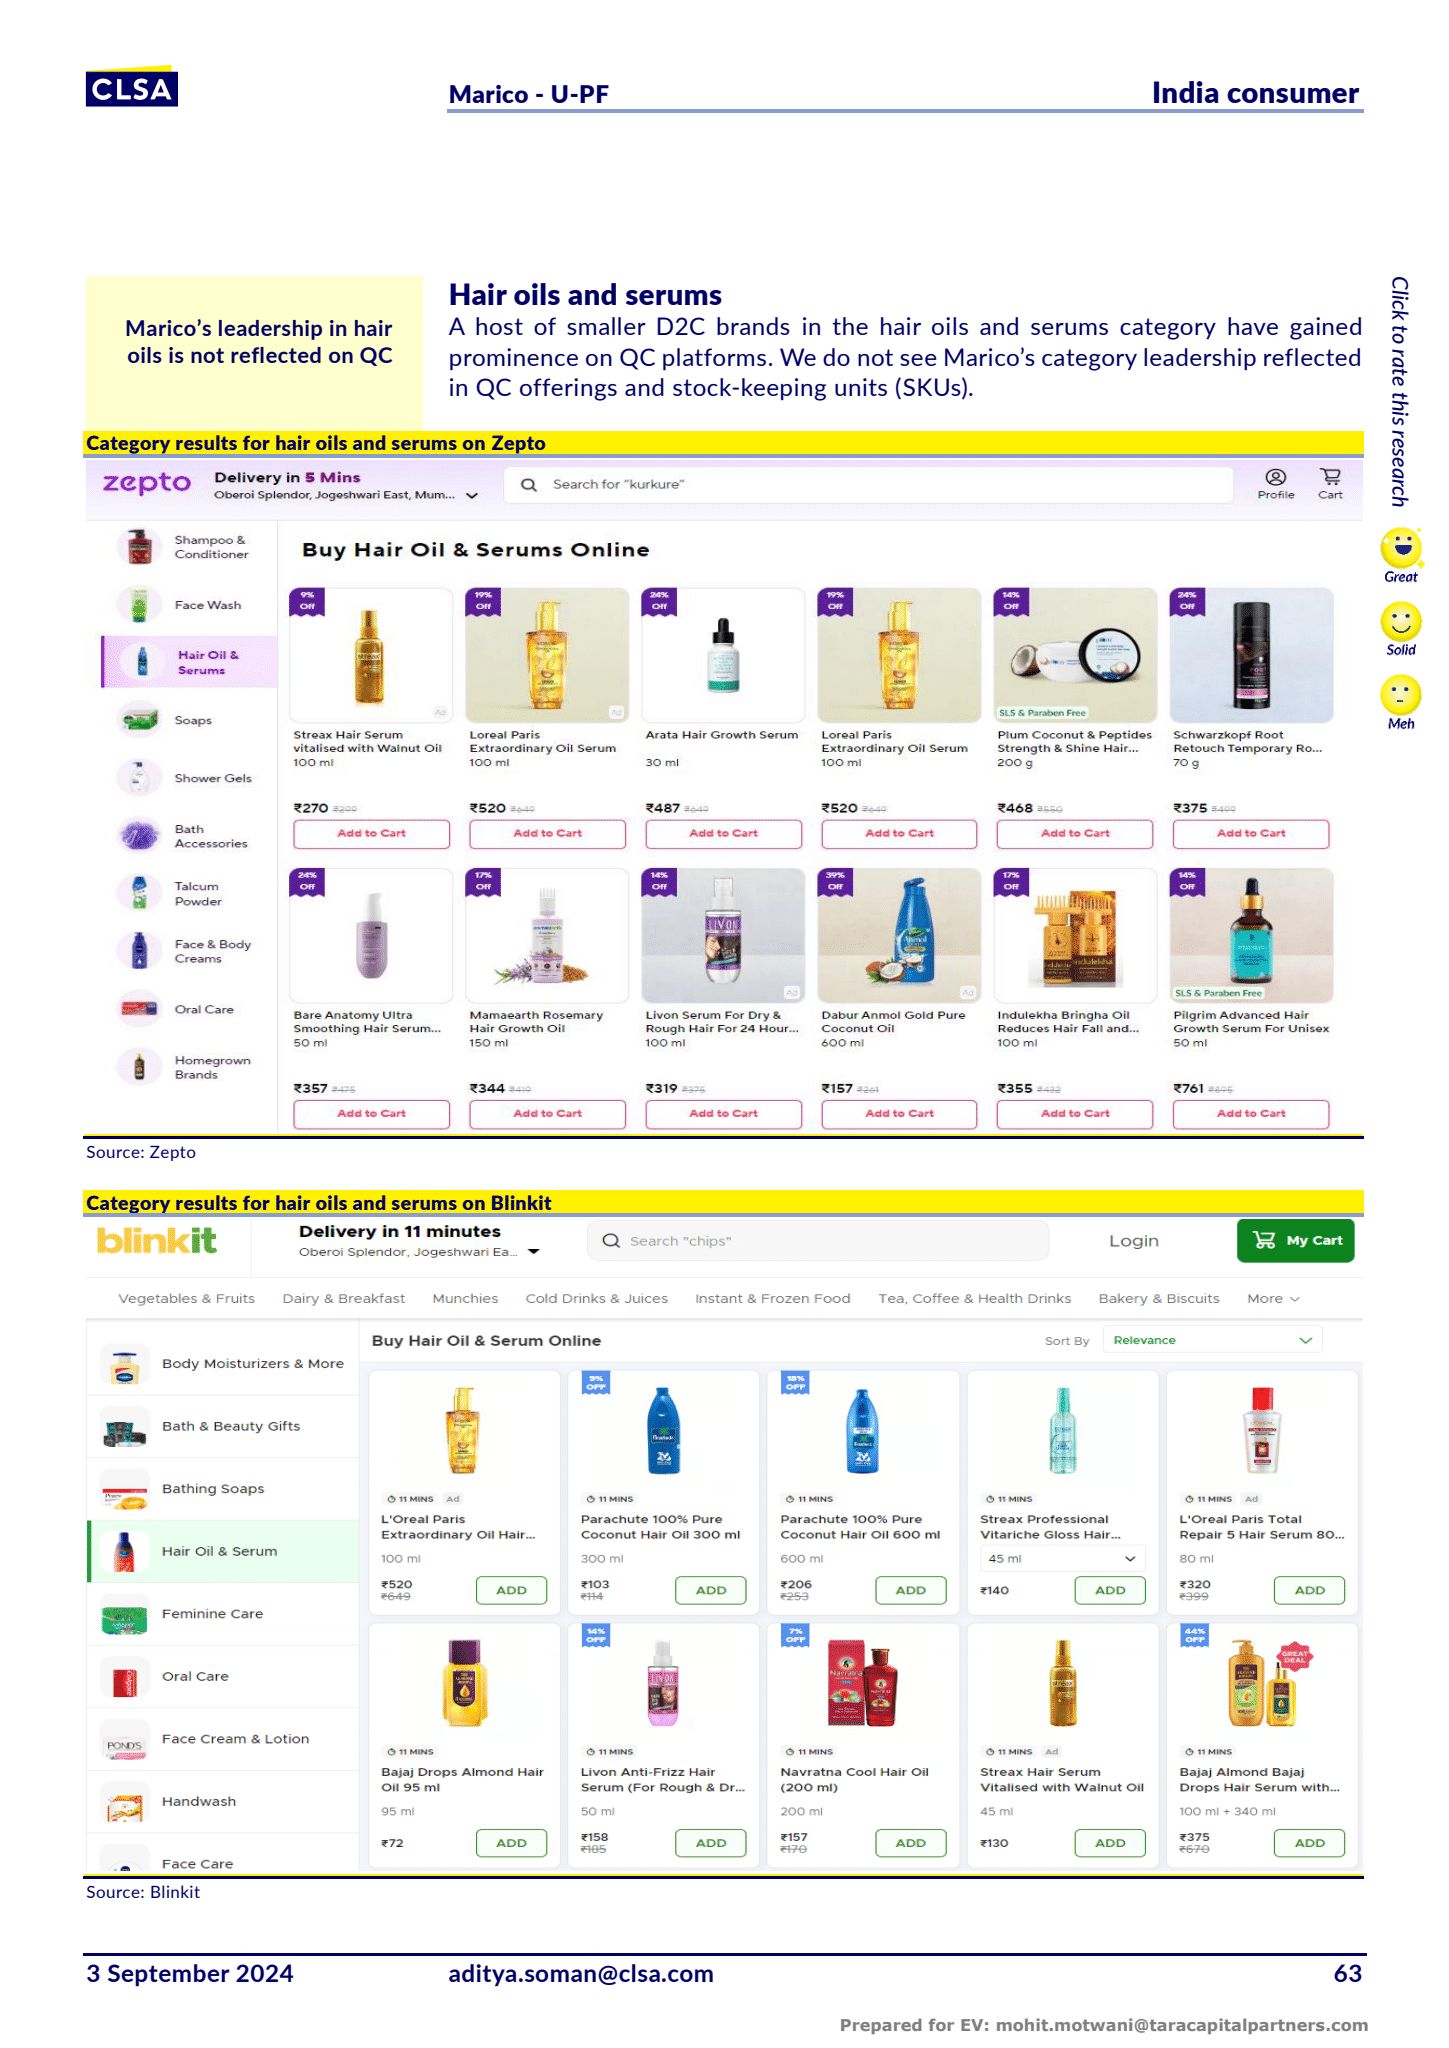 CLSA
Marico - U-PF
India consumer
Marico's leadership in hair
oils is not reflected on QC
Hair oils and serums
A host of smaller D2C brands in the hair oils and serums category have gained
prominence on QC platforms. We do not see Marico's category leadership reflected
in QC offerings and stock-keeping units (SKUs).
Click to rate this research
Great
Solid
Meh
Category results for hair oils and serums on Zepto
zepto
Delivery in 5 Mins
Oberoi Splendor, Jogeshwari East, Mum...
Search for "kurkure"
Profile
Cart
Shampoo &
Conditioner
Face Wash
Hair Oil &
Serums
Soaps
Shower Gels
Bath
Accessories
Talcum
Powder
Face & Body
Creams
Oral Care
Homegrown
Brands
Buy Hair Oil & Serums Online
9%
Off
Ad
Streax Hair Serum
vitalised with Walnut Oil
100 ml
₹270 ₹299
Add to Cart
19%
Off
Ad
Loreal Paris
Extraordinary Oil Serum
100 ml
₹520 ₹649
Add to Cart
24%
Off
Arata Hair Growth Serum
30 ml
₹487 ₹649
Add to Cart
19%
Off
Loreal Paris
Extraordinary Oil Serum
100 ml
₹520 ₹649
Add to Cart
14%
Off
SLS & Paraben Free
Plum Coconut & Peptides
Strength & Shine Hair...
200 g
₹468 ₹550
Add to Cart
24%
Off
Schwarzkopf Root
Retouch Temporary Ro...
70 g
₹375 ₹499
Add to Cart
24%
Off
Bare Anatomy Ultra
Smoothing Hair Serum...
50 ml
₹357 ₹475
Add to Cart
17%
Off
Mamaearth Rosemary
Hair Growth Oil
150 ml
₹344 ₹419
Add to Cart
14%
Off
LIVON
Ad
Livon Serum For Dry &
Rough Hair For 24 Hour...
100 ml
₹319 ₹375
Add to Cart
39%
Off
Anmol
Ad
Dabur Anmol Gold Pure
Coconut Oil
600 ml
₹157 ₹261
Add to Cart
17%
Off
indulekha
Indulekha Bringha Oil
Reduces Hair Fall and...
100 ml
₹355 ₹432
Add to Cart
14%
Off
SLS & Paraben Free
Pilgrim Advanced Hair
Growth Serum For Unisex
50 ml
₹761 ₹895
Add to Cart
Source: Zepto
Category results for hair oils and serums on Blinkit
blinkit
Delivery in 11 minutes
Oberoi Splendor, Jogeshwari Ea...
Search "chips"
Login
My Cart
Vegetables & Fruits
Dairy & Breakfast
Munchies
Cold Drinks & Juices
Instant & Frozen Food
Tea, Coffee & Health Drinks
Bakery & Biscuits
More
Body Moisturizers & More
Bath & Beauty Gifts
Bathing Soaps
Hair Oil & Serum
Feminine Care
Oral Care
Face Cream & Lotion
POND'S
Handwash
Face Care
Buy Hair Oil & Serum Online
Sort By
Relevance
11 MINS
Ad
L'Oreal Paris
Extraordinary Oil Hair...
100 ml
₹520
₹649
ADD
9%
OFF
11 MINS
Parachute 100% Pure
Coconut Hair Oil 300 ml
300 ml
₹103
₹114
ADD
18%
OFF
11 MINS
Parachute 100% Pure
Coconut Hair Oil 600 ml
600 ml
₹206
₹253
ADD
11 MINS
Streax Professional
Vitariche Gloss Hair...
45 ml
₹140
ADD
11 MINS
Ad
L'Oreal Paris Total
Repair 5 Hair Serum 80...
80 ml
₹320
₹399
ADD
11 MINS
Bajaj Drops Almond Hair
Oil 95 ml
95 ml
₹72
ADD
14%
OFF
LIVON
11 MINS
Livon Anti-Frizz Hair
Serum (For Rough & Dr...
50 ml
₹158
₹185
ADD
7%
OFF
Navratna
11 MINS
Navratna Cool Hair Oil
(200 ml)
200 ml
₹157
₹170
ADD
streax
11 MINS
Ad
Streax Hair Serum
Vitalised with Walnut Oil
45 ml
₹130
ADD
44%
OFF
GREAT
DEAL
11 MINS
Bajaj Almond Bajaj
Drops Hair Serum with...
100 ml + 340 ml
₹375
₹670
ADD
Source: Blinkit
3 September 2024
aditya.soman@clsa.com
63
Prepared for EV: mohit.motwani@taracapitalpartners.com